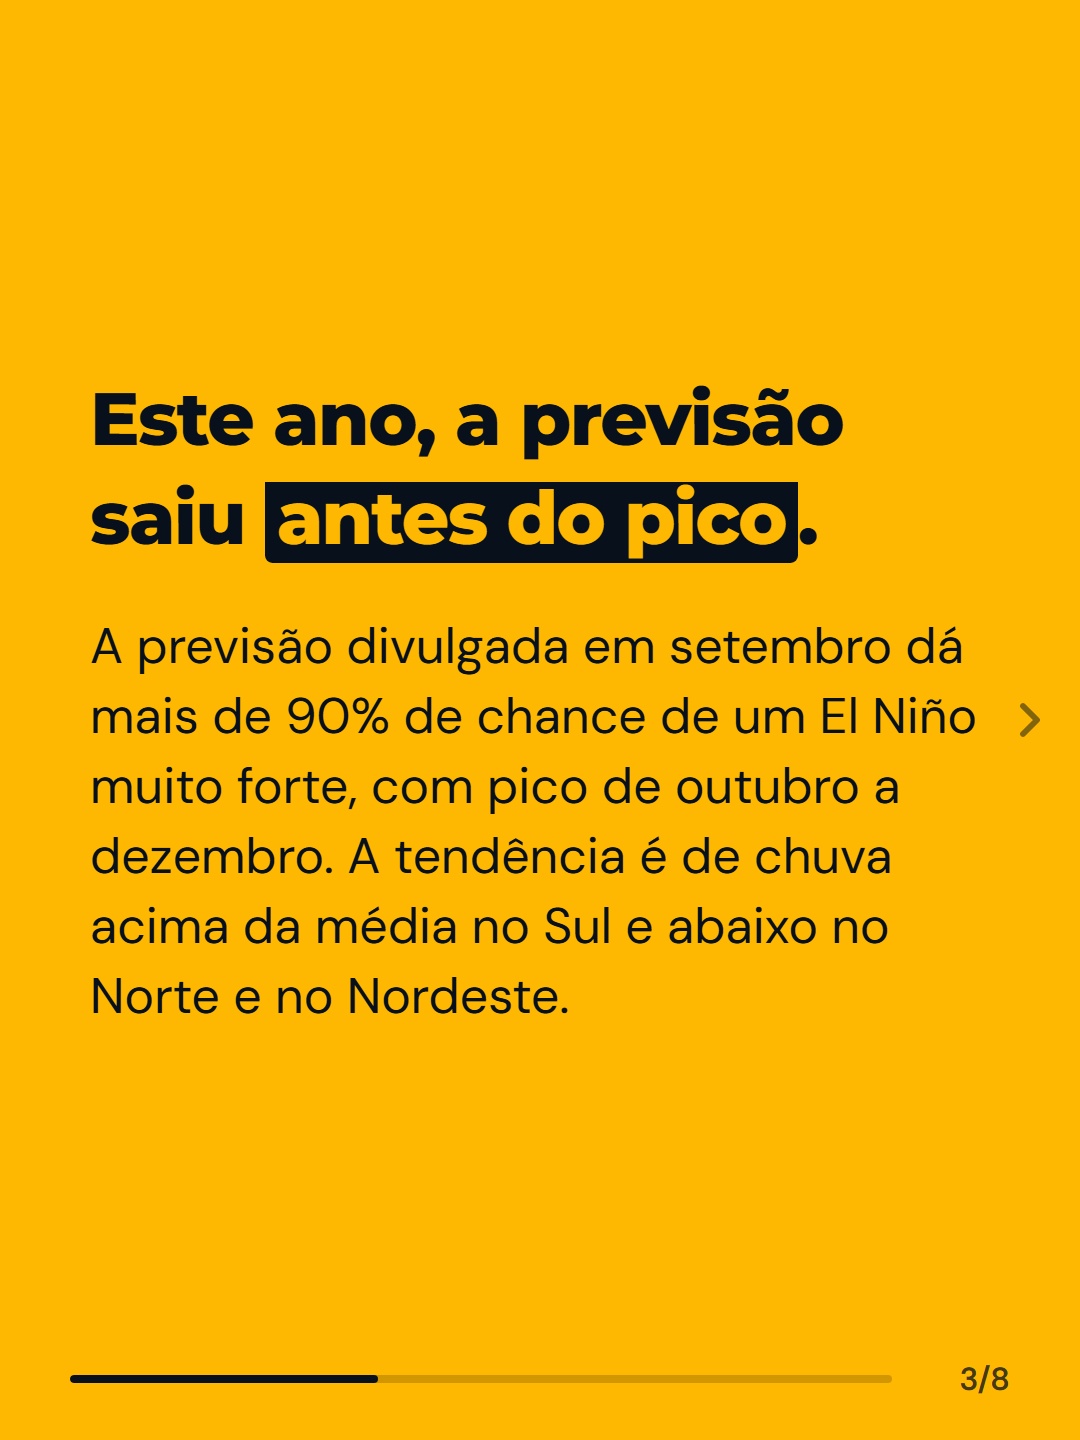 Este ano, a previsão
saiu antes do pico.
A previsão divulgada em setembro dá
mais de 90% de chance de um El Niño
muito forte, com pico de outubro a
dezembro. A tendência é de chuva
acima da média no Sul e abaixo no
Norte e no Nordeste.
3/8